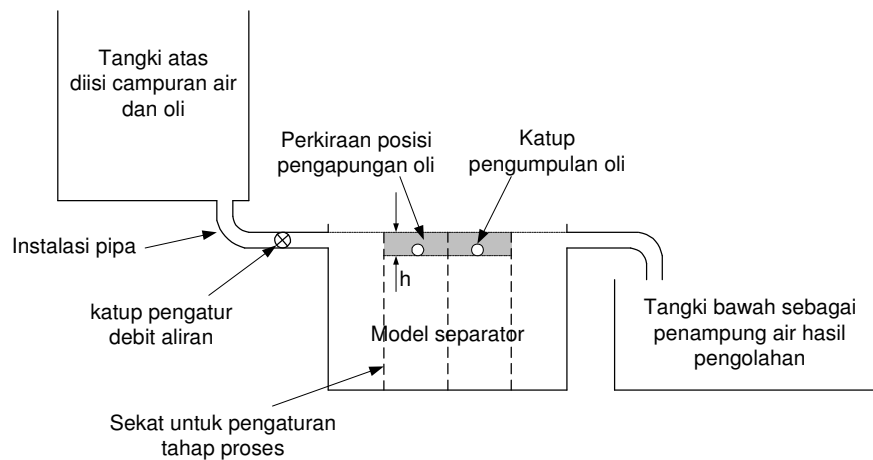 Tangki atas
diisi campuran air
dan oli
Perkiraan posisi
pengapungan oli
Katup
pengumpulan oli
Instalasi pipa
h
katup pengatur
debit aliran
Model separator
Tangki bawah sebagai
penampung air hasil
pengolahan
Sekat untuk pengaturan
tahap proses